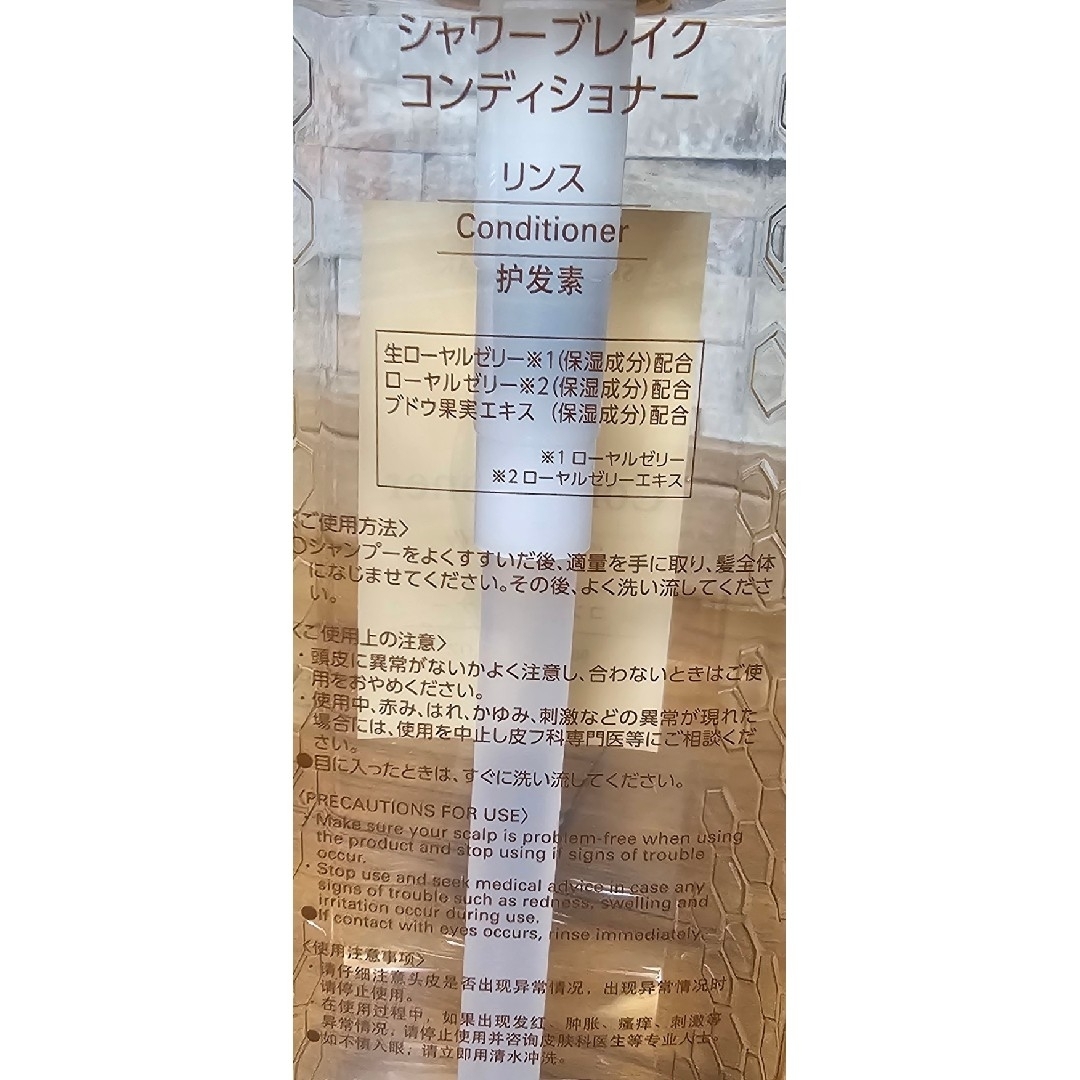 シャワーブレイク
コンディショナー
リンス
Conditioner
护发素
生ローヤルゼリー※1(保湿成分)配合
ローヤルゼリー※2(保湿成分)配合
ブドウ果実エキス (保湿成分)配合
※1 ローヤルゼリー
※2 ローヤルゼリーエキス
〈ご使用方法〉
○シャンプーをよくすすいだ後、適量を手に取り、髪全体
になじませてください。その後、よく洗い流してくださ
い。
〈ご使用上の注意〉
・頭皮に異常がないかよく注意し、合わないときはご使
用をおやめください。
・使用中、赤み、はれ、かゆみ、刺激などの異常が現れた
場合には、使用を中止し皮フ科専門医等にご相談くだ
さい。
●目に入ったときは、すぐに洗い流してください。
〈PRECAUTIONS FOR USE〉
・Make sure your scalp is problem-free when using
the product and stop using if signs of trouble
occur.
・Stop use and seek medical advice in case any
signs of trouble such as redness, swelling and
irritation occur during use.
●If contact with eyes occurs, rinse immediately.
〈使用注意事项〉
・请仔细注意头皮是否出现异常情况，出现异常情况时
请停止使用。
・在使用过程中，如果出现发红、肿胀、瘙痒、刺激等
异常情况，请停止使用并咨询皮肤科医生等专业人士。
●如不慎入眼，请立即用清水冲洗。